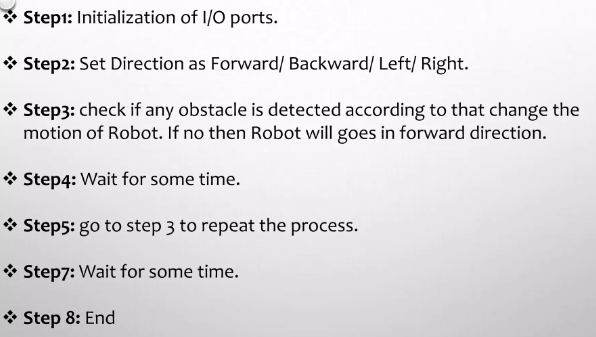 ❖ Step1: Initialization of I/O ports.
❖ Step2: Set Direction as Forward/ Backward/ Left/ Right.
❖ Step3: check if any obstacle is detected according to that change the
motion of Robot. If no then Robot will goes in forward direction.
❖ Step4: Wait for some time.
❖ Step5: go to step 3 to repeat the process.
❖ Step7: Wait for some time.
❖ Step 8: End